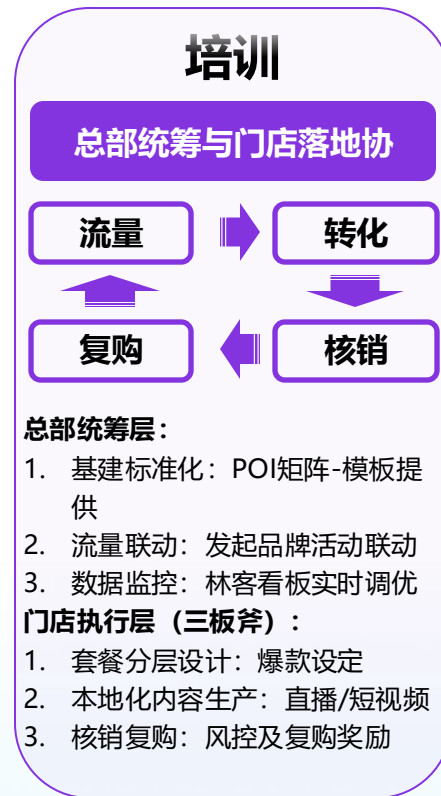 培训
总部统筹与门店落地协
流量
转化
复购
核销
总部统筹层：
1. 基建标准化：POI矩阵-模板提
供
2. 流量联动：发起品牌活动联动
3. 数据监控：林客看板实时调优
门店执行层（三板斧）：
1. 套餐分层设计：爆款设定
2. 本地化内容生产：直播/短视频
3. 核销复购：风控及复购奖励